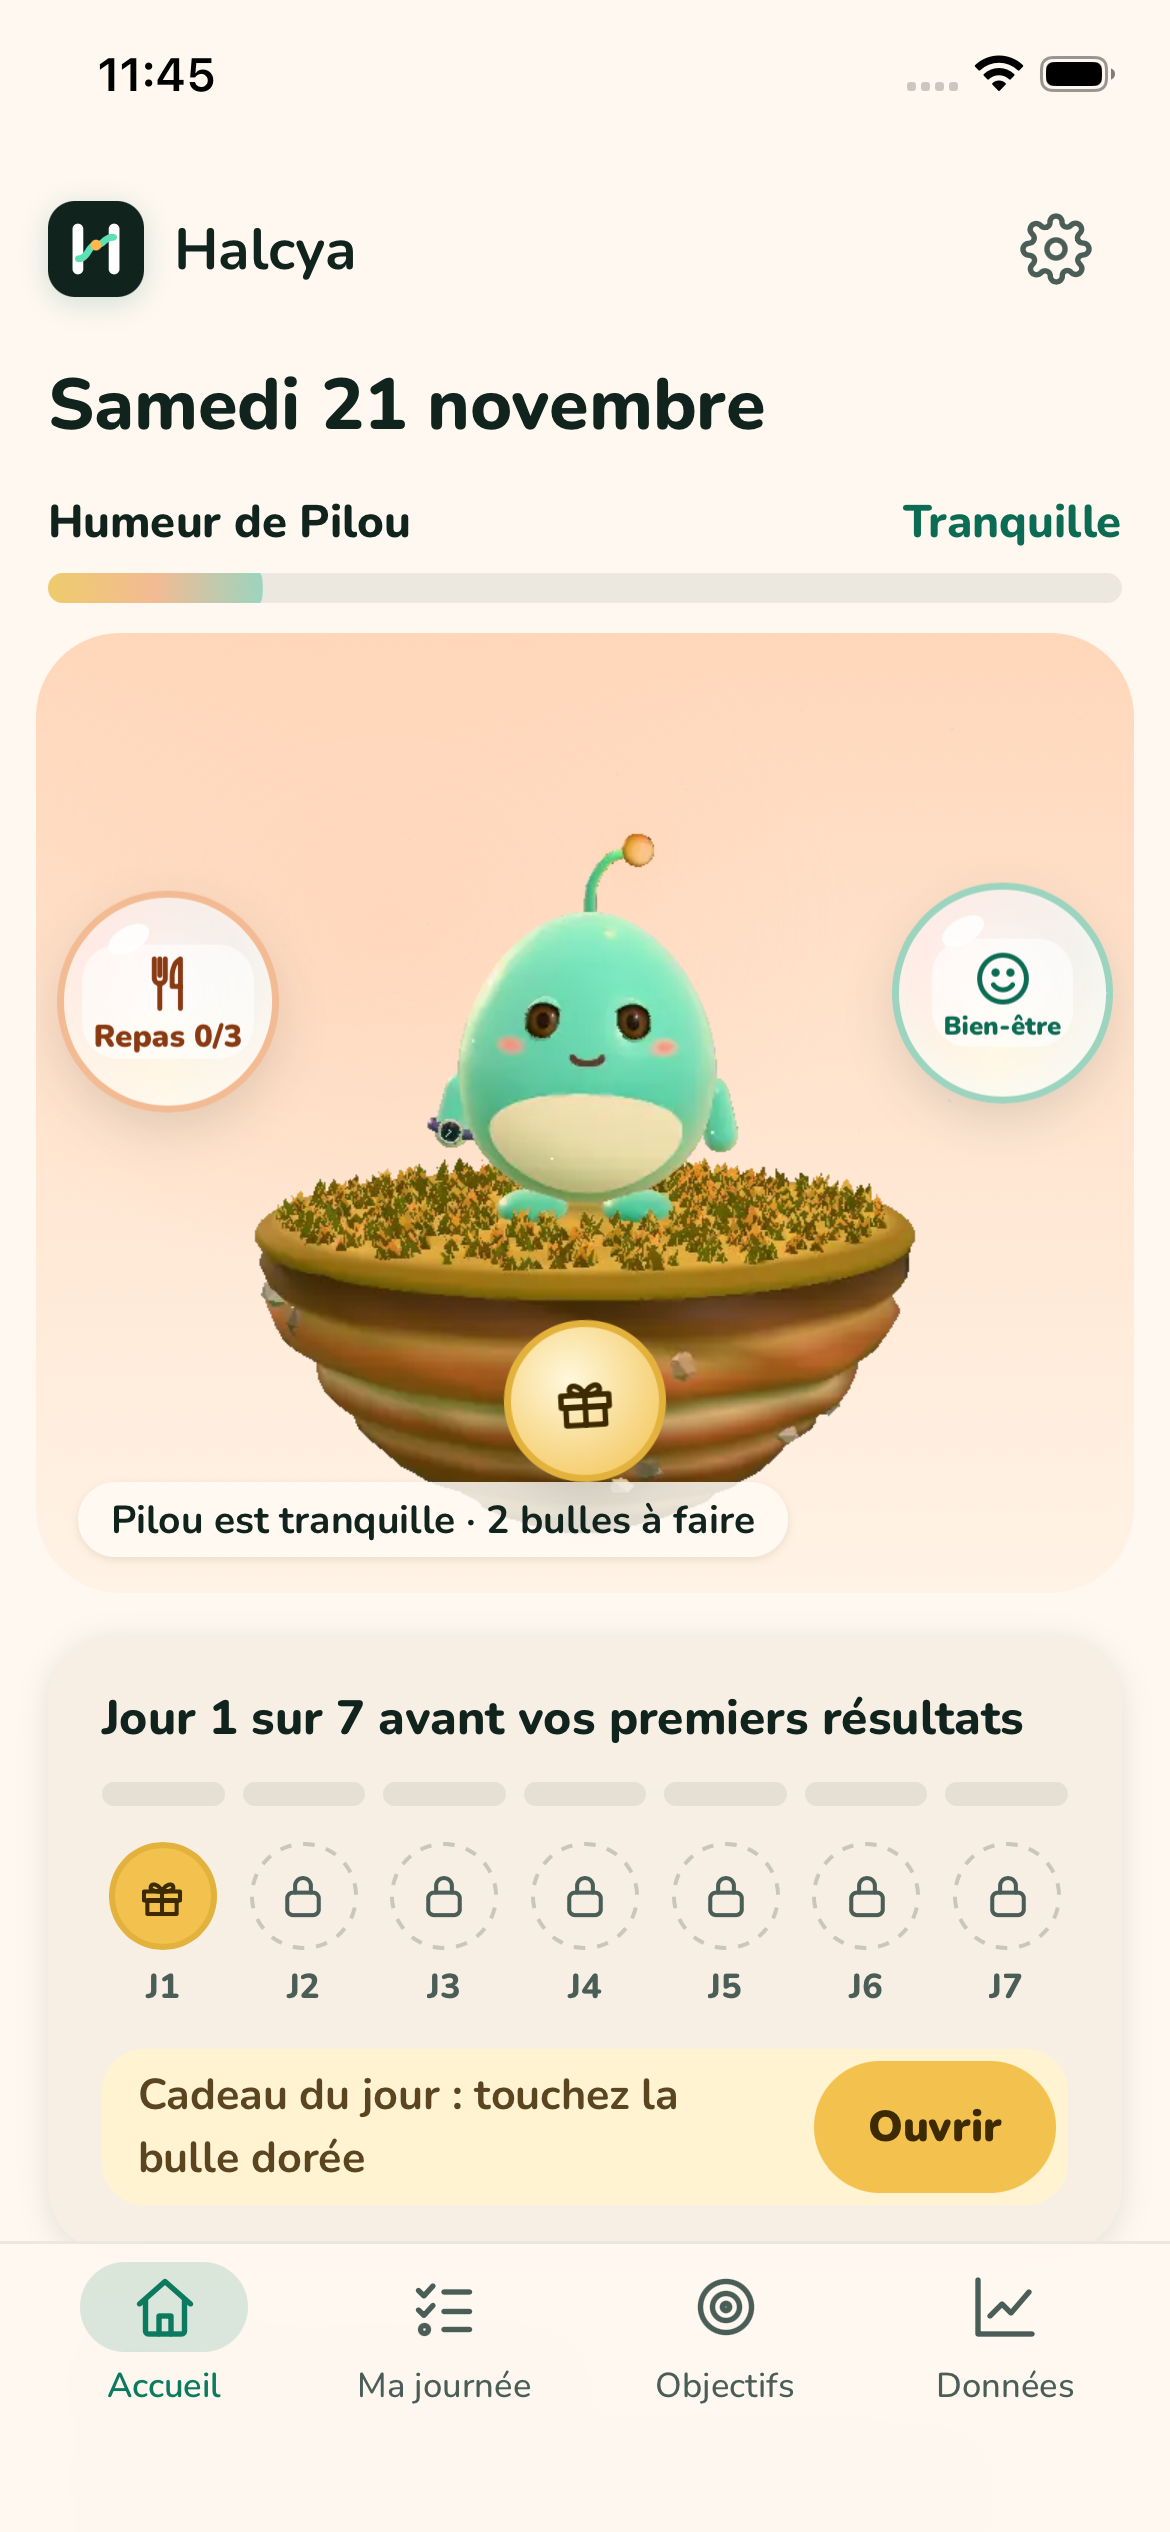 11:45
Halcya
Samedi 21 novembre
Humeur de Pilou
Tranquille
Repas 0/3
Bien-être
Pilou est tranquille · 2 bulles à faire
Jour 1 sur 7 avant vos premiers résultats
J1 J2 J3 J4 J5 J6 J7
Cadeau du jour : touchez la
bulle dorée
Ouvrir
Accueil Ma journée Objectifs Données